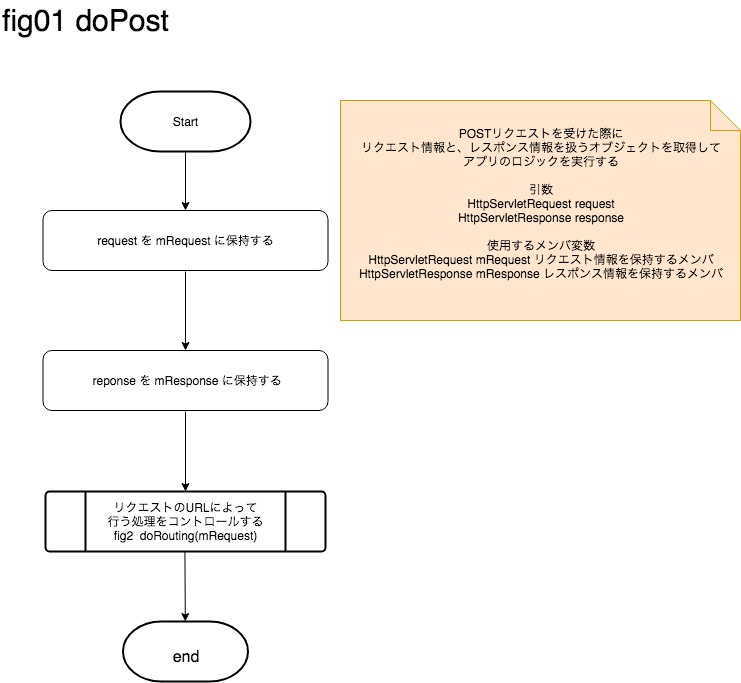 fig01 doPost
Start
POSTリクエストを受けた際に
リクエスト情報と、レスポンス情報を扱うオブジェクトを取得して
アプリのロジックを実行する
引数
HttpServletRequest request
HttpServletResponse response
使用するメンバ変数
HttpServletRequest mRequest リクエスト情報を保持するメンバ
HttpServletResponse mResponse レスポンス情報を保持するメンバ
request を mRequest に保持する
reponse を mResponse に保持する
リクエストのURLによって
行う処理をコントロールする
fig2 doRouting(mRequest)
end